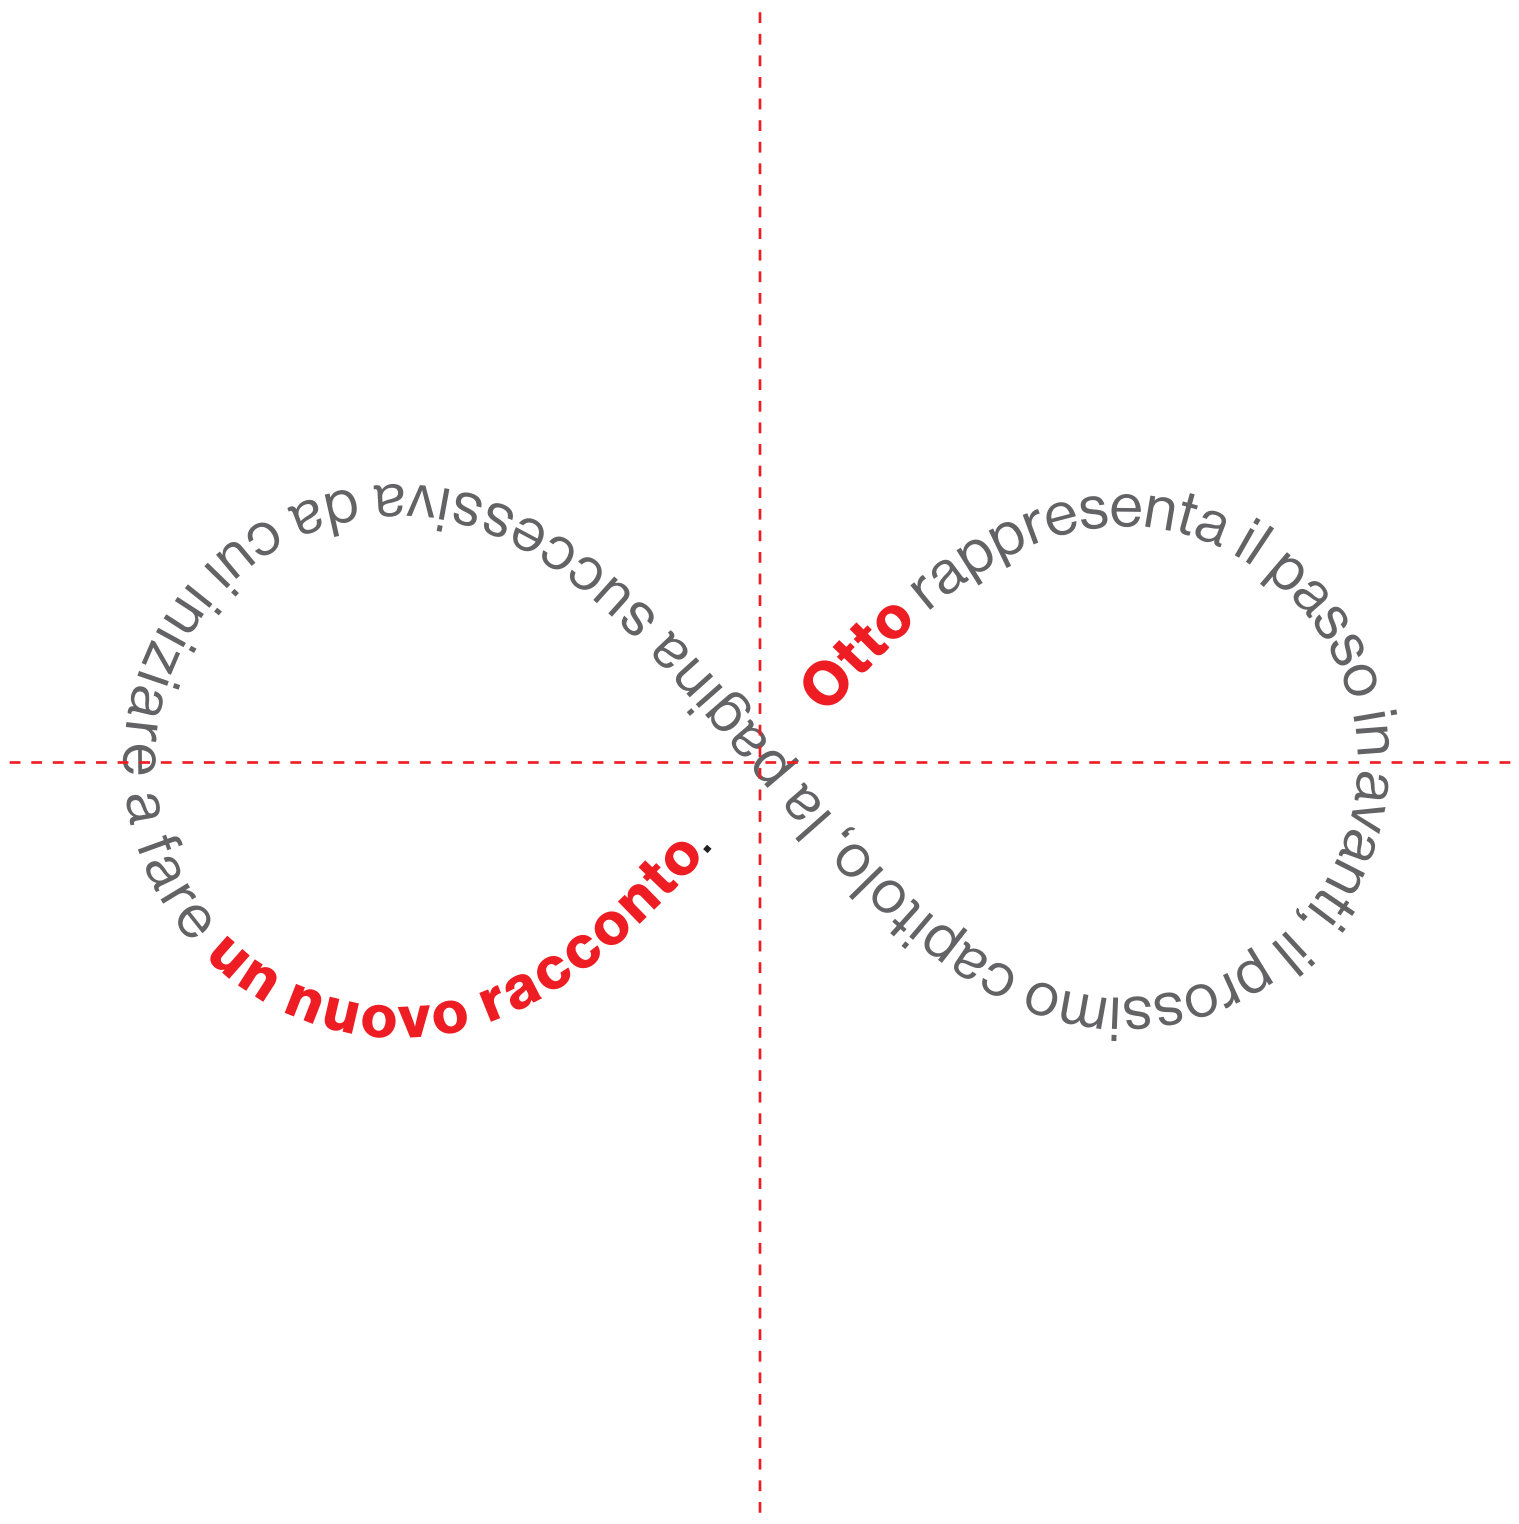 Otto rappresenta il passo in avanti, il prossimo capitolo, la pagina successiva da cui iniziare a fare un nuovo racconto.